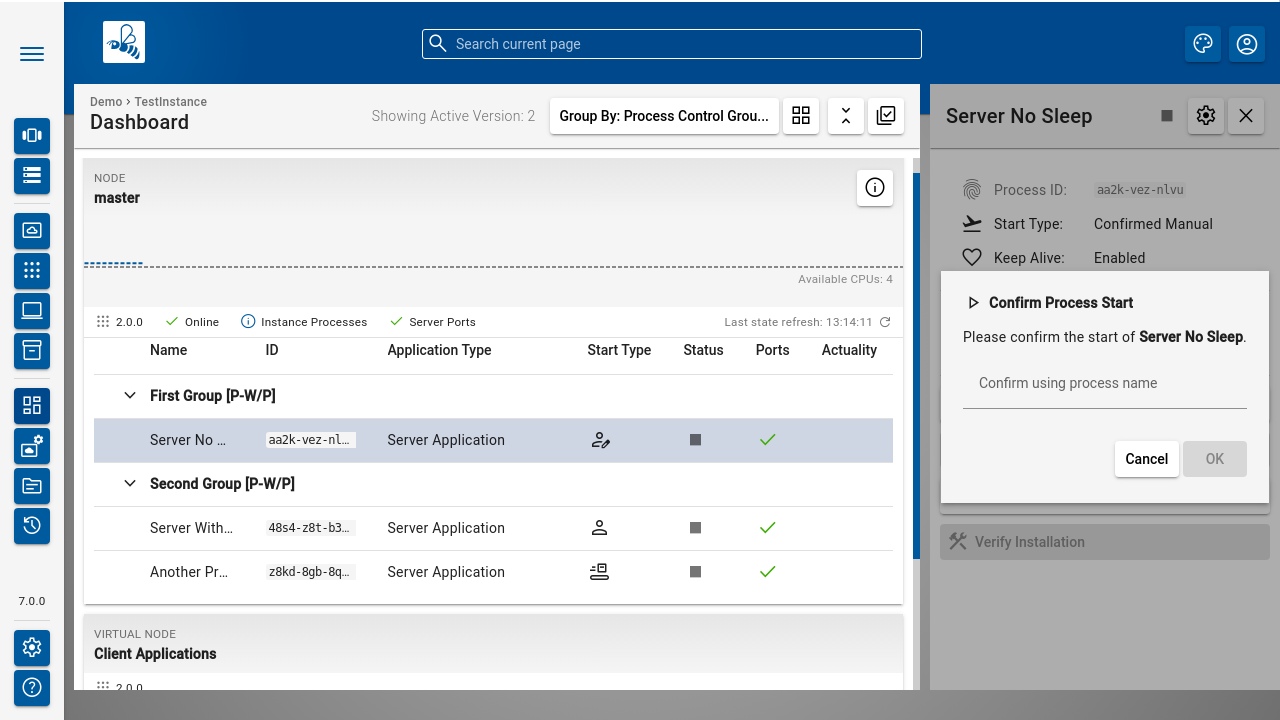 Search current page
Demo › TestInstance
Dashboard
Showing Active Version: 2
Group By: Process Control Grou...
NODE
master
Available CPUs: 4
2.0.0
Online
Instance Processes
Server Ports
Last state refresh: 13:14:11
Name ID Application Type Start Type Status Ports Actuality
First Group [P-W/P]
Server No ... aa2k-vez-nl… Server Application
Second Group [P-W/P]
Server With… 48s4-z8t-b3… Server Application
Another Pr… z8kd-8gb-8q… Server Application
VIRTUAL NODE
Client Applications
2.0.0
7.0.0
Server No Sleep
Process ID: aa2k-vez-nlvu
Start Type: Confirmed Manual
Keep Alive: Enabled
Confirm Process Start
Please confirm the start of Server No Sleep.
Confirm using process name
Cancel
OK
Verify Installation